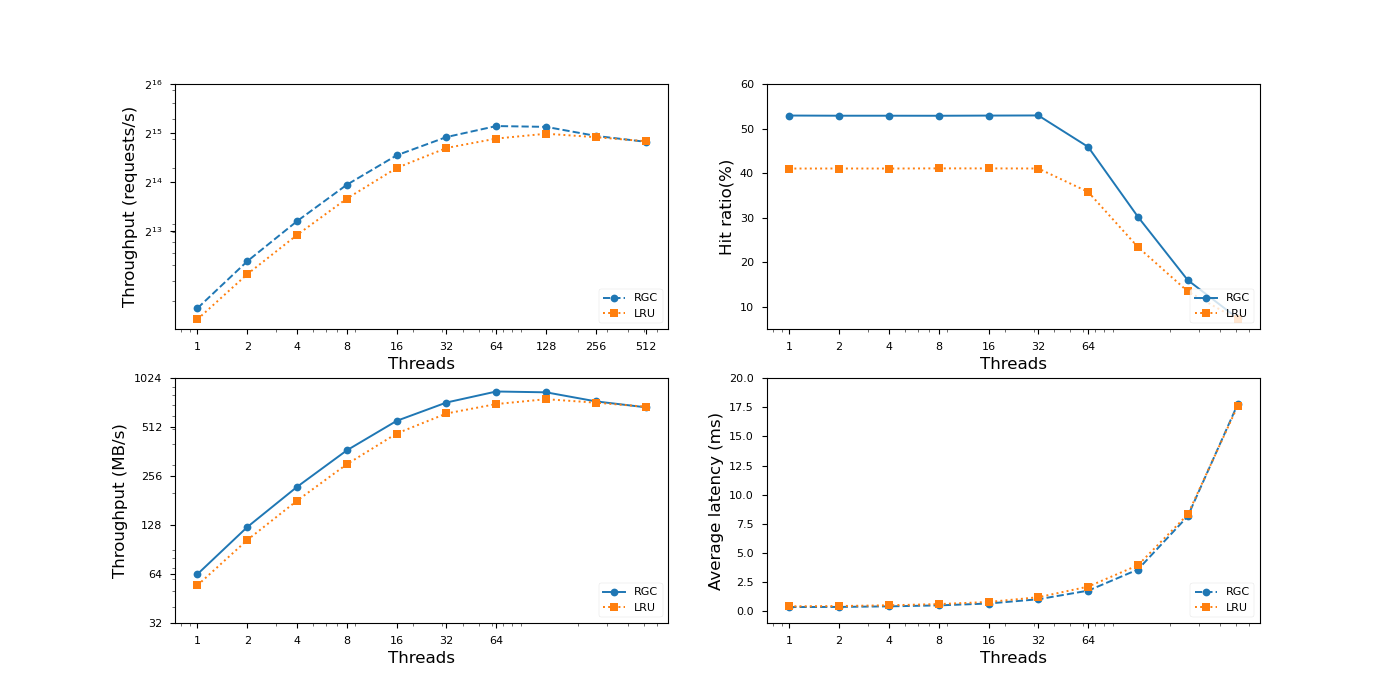 Throughput (requests/s)
2^16
2^15
2^14
2^13
1 2 4 8 16 32 64 128 256 512
Threads
RGC
LRU
Hit ratio(%)
60
50
40
30
20
10
1 2 4 8 16 32 64
Threads
RGC
LRU
Throughput (MB/s)
1024
512
256
128
64
32
1 2 4 8 16 32 64
Threads
RGC
LRU
Average latency (ms)
20.0
17.5
15.0
12.5
10.0
7.5
5.0
2.5
0.0
1 2 4 8 16 32 64
Threads
RGC
LRU